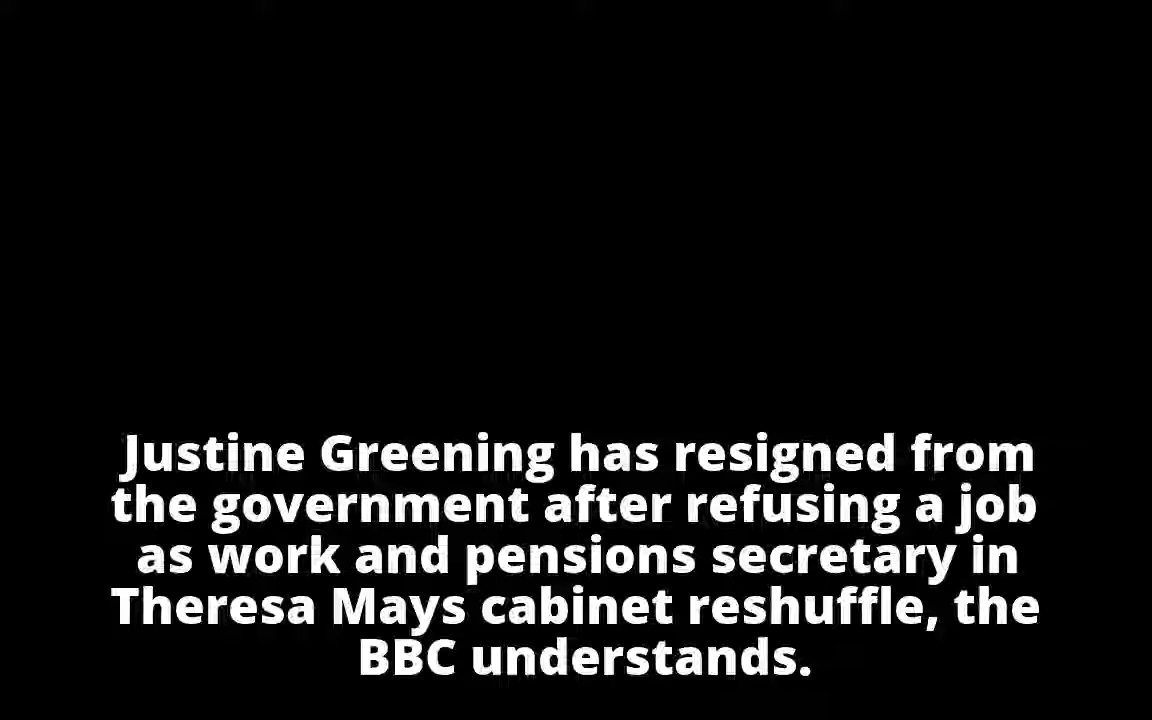 Justine Greening has resigned from
the government after refusing a job
as work and pensions secretary in
Theresa Mays cabinet reshuffle, the
BBC understands.